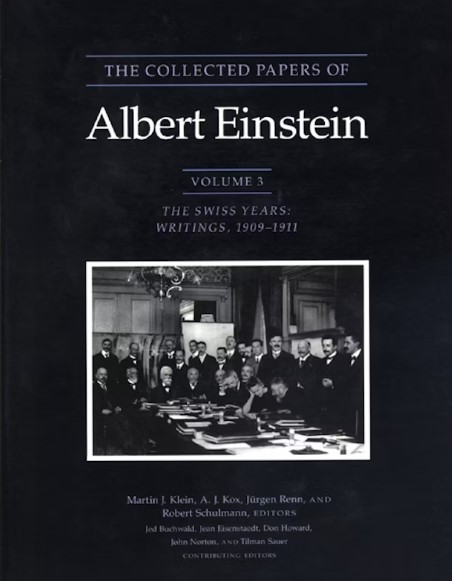 THE COLLECTED PAPERS OF
Albert Einstein
VOLUME 3
THE SWISS YEARS:
WRITINGS, 1909–1911
Martin J. Klein, A. J. Kox, Jürgen Renn, AND
Robert Schulmann, EDITORS
Jed Buchwald, Jean Eisenstaedt, Don Howard,
John Norton, AND Tilman Sauer
CONTRIBUTING EDITORS